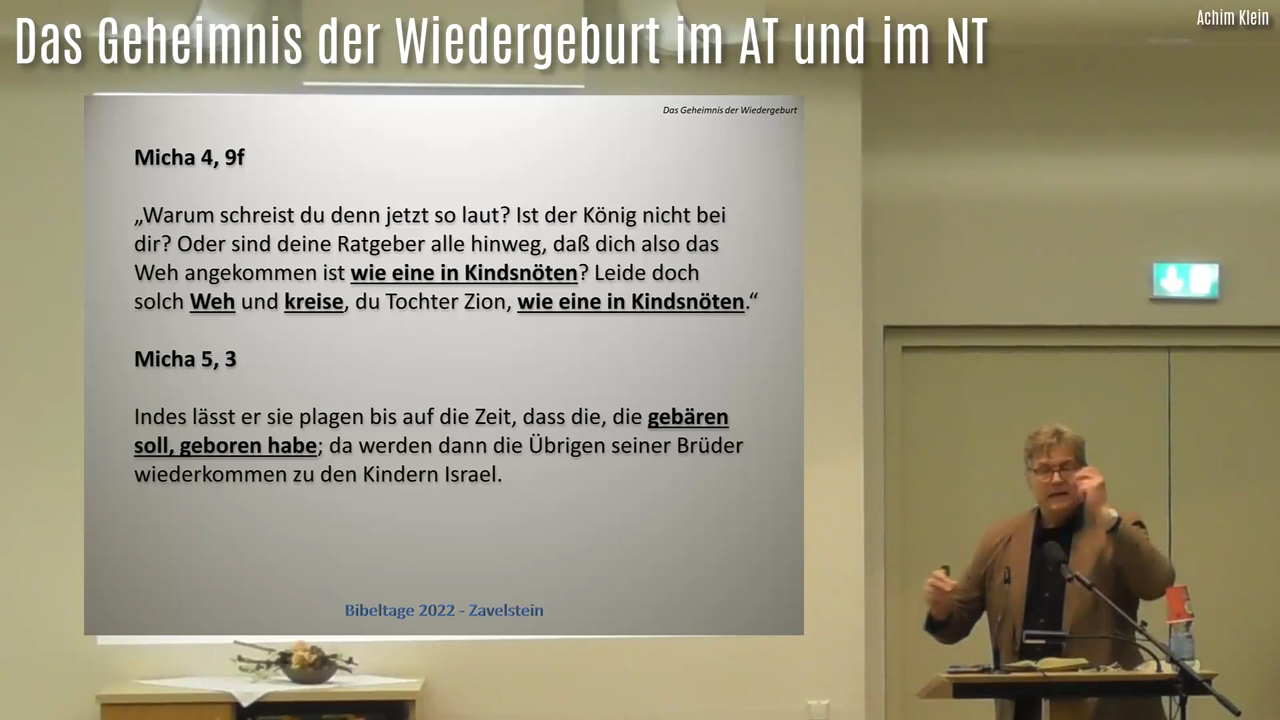 Das Geheimnis der Wiedergeburt im AT und im NT
Achim Klein
Das Geheimnis der Wiedergeburt
Micha 4, 9f
„Warum schreist du denn jetzt so laut? Ist der König nicht bei
dir? Oder sind deine Ratgeber alle hinweg, daß dich also das
Weh angekommen ist wie eine in Kindsnöten? Leide doch
solch Weh und kreise, du Tochter Zion, wie eine in Kindsnöten.“
Micha 5, 3
Indes lässt er sie plagen bis auf die Zeit, dass die, die gebären
soll, geboren habe; da werden dann die Übrigen seiner Brüder
wiederkommen zu den Kindern Israel.
Bibeltage 2022 - Zavelstein